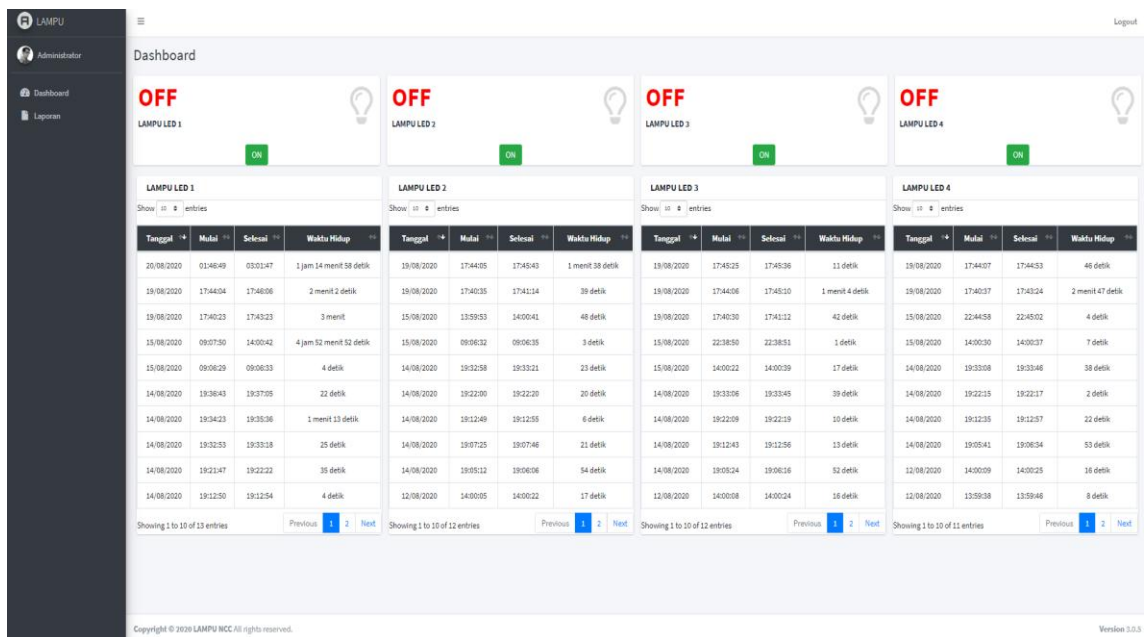 LAMPU
Logout
Administrator
Dashboard
Laporan
Dashboard
OFF
LAMPU LED 1
ON
OFF
LAMPU LED 2
ON
OFF
LAMPU LED 3
ON
OFF
LAMPU LED 4
ON
LAMPU LED 1
Show 10 entries
Tanggal Mulai Selesai Waktu Hidup
20/08/2020 01:46:49 03:01:47 1 jam 14 menit 58 detik
19/08/2020 17:44:04 17:46:06 2 menit 2 detik
19/08/2020 17:40:23 17:43:23 3 menit
15/08/2020 09:07:50 14:00:42 4 jam 52 menit 52 detik
15/08/2020 09:06:29 09:06:33 4 detik
14/08/2020 19:36:43 19:37:05 22 detik
14/08/2020 19:34:23 19:35:36 1 menit 13 detik
14/08/2020 19:32:53 19:33:18 25 detik
14/08/2020 19:21:47 19:22:22 35 detik
14/08/2020 19:12:50 19:12:54 4 detik
Showing 1 to 10 of 13 entries
Previous 1 2 Next
LAMPU LED 2
Show 10 entries
Tanggal Mulai Selesai Waktu Hidup
19/08/2020 17:44:05 17:45:43 1 menit 38 detik
19/08/2020 17:40:35 17:41:14 39 detik
15/08/2020 13:59:53 14:00:41 48 detik
15/08/2020 09:06:32 09:06:35 3 detik
14/08/2020 19:32:58 19:33:21 23 detik
14/08/2020 19:22:00 19:22:20 20 detik
14/08/2020 19:12:49 19:12:55 6 detik
14/08/2020 19:07:25 19:07:46 21 detik
14/08/2020 19:05:12 19:06:06 54 detik
12/08/2020 14:00:05 14:00:22 17 detik
Showing 1 to 10 of 12 entries
Previous 1 2 Next
LAMPU LED 3
Show 10 entries
Tanggal Mulai Selesai Waktu Hidup
19/08/2020 17:45:25 17:45:36 11 detik
19/08/2020 17:44:06 17:45:10 1 menit 4 detik
19/08/2020 17:40:30 17:41:12 42 detik
15/08/2020 22:38:50 22:38:51 1 detik
15/08/2020 14:00:22 14:00:39 17 detik
14/08/2020 19:33:06 19:33:45 39 detik
14/08/2020 19:22:09 19:22:19 10 detik
14/08/2020 19:12:43 19:12:56 13 detik
14/08/2020 19:05:24 19:06:16 52 detik
12/08/2020 14:00:08 14:00:24 16 detik
Showing 1 to 10 of 12 entries
Previous 1 2 Next
LAMPU LED 4
Show 10 entries
Tanggal Mulai Selesai Waktu Hidup
19/08/2020 17:44:07 17:44:53 46 detik
19/08/2020 17:40:37 17:43:24 2 menit 47 detik
15/08/2020 22:44:58 22:45:02 4 detik
15/08/2020 14:00:30 14:00:37 7 detik
14/08/2020 19:33:08 19:33:46 38 detik
14/08/2020 19:22:15 19:22:17 2 detik
14/08/2020 19:12:35 19:12:57 22 detik
14/08/2020 19:05:41 19:06:34 53 detik
12/08/2020 14:00:09 14:00:25 16 detik
12/08/2020 13:59:38 13:59:46 8 detik
Showing 1 to 10 of 11 entries
Previous 1 2 Next
Copyright © 2020 LAMPU NCC All rights reserved.
Version 3.0.5